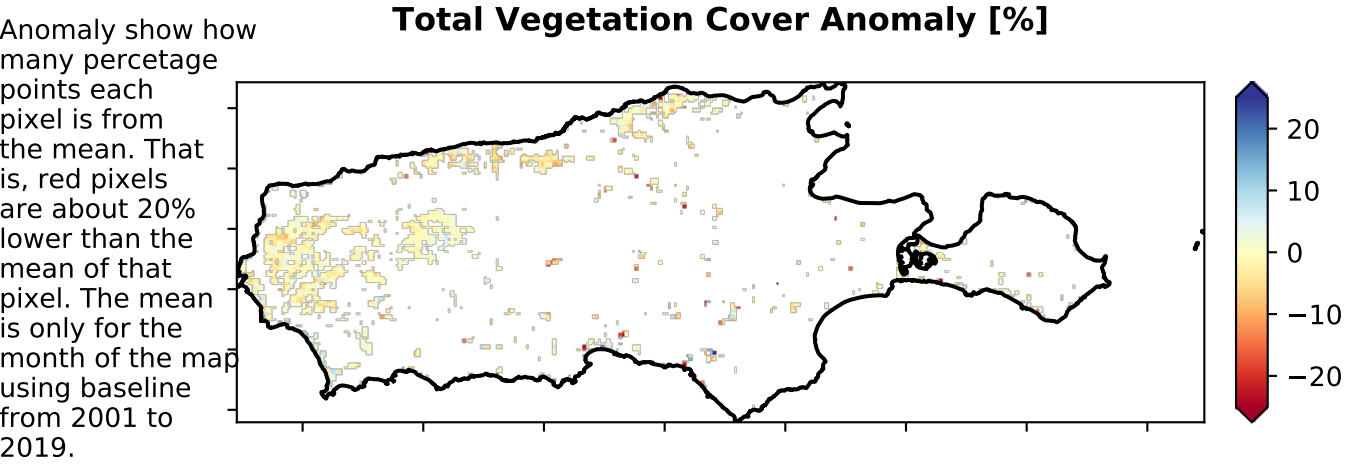 Total Vegetation Cover Anomaly [%]
Anomaly show how
many percetage
points each
pixel is from
the mean. That
is, red pixels
are about 20%
lower than the
mean of that
pixel. The mean
is only for the
month of the map
using baseline
from 2001 to
2019.
20
10
0
−10
−20